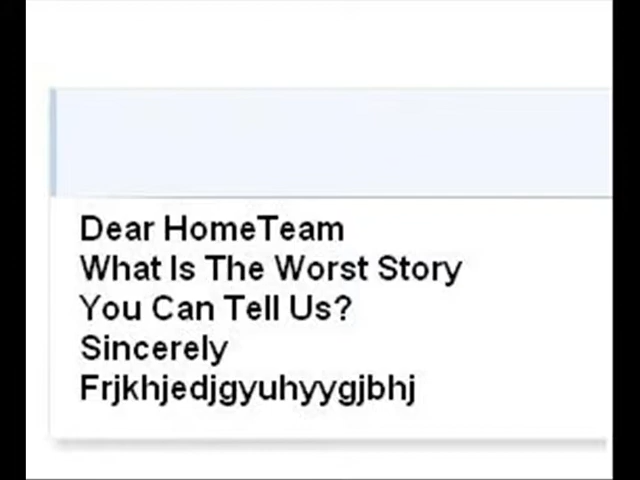 Dear HomeTeam
What Is The Worst Story
You Can Tell Us?
Sincerely
Frjkhjedjgyuhyygjbhj